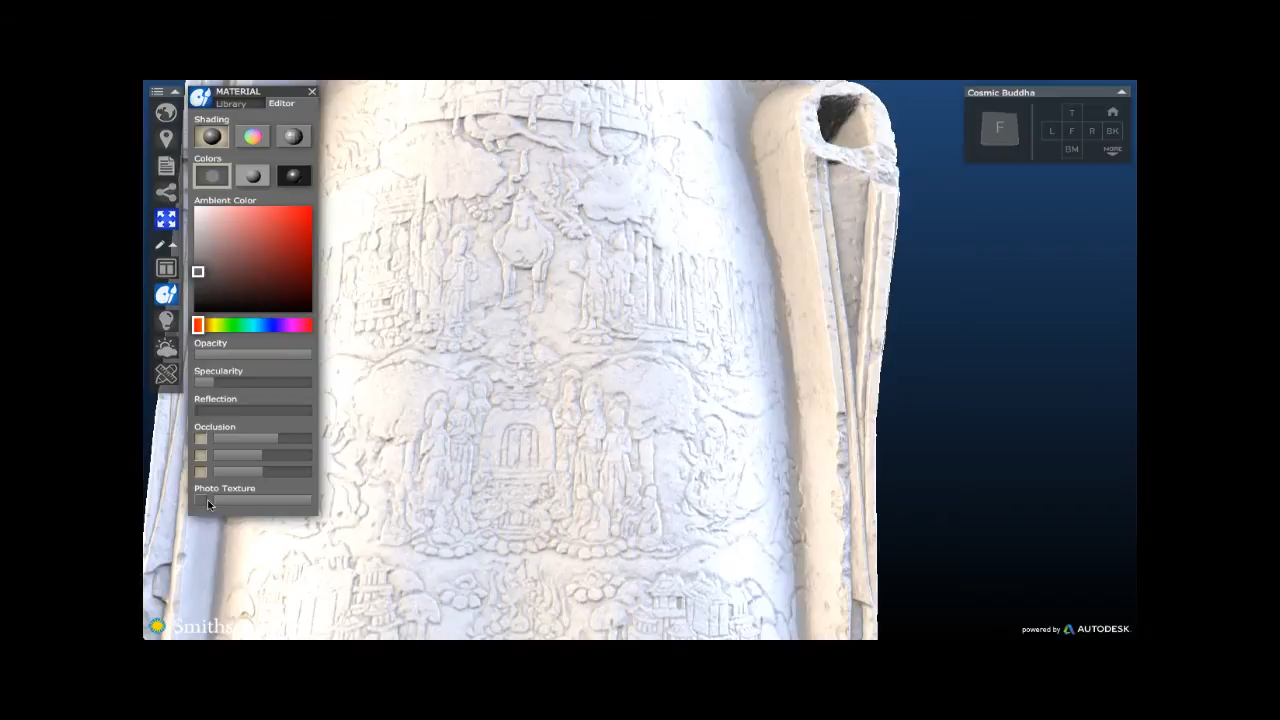 MATERIAL
Library
Editor
Shading
Colors
Ambient Color
Opacity
Specularity
Reflection
Occlusion
Photo Texture
Cosmic Buddha
F
T
L
F
R
BK
BM
MORE
powered by AUTODESK